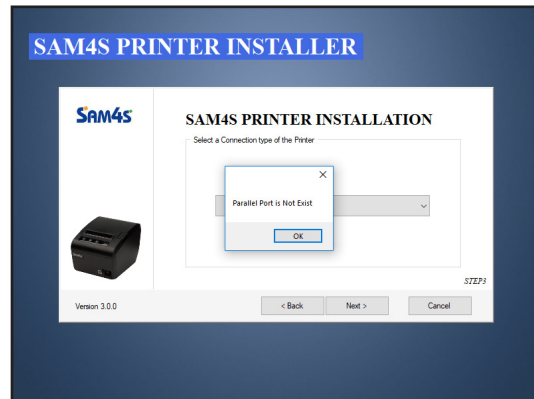 SAM4S PRINTER INSTALLER
SAM4S
SAM4S PRINTER INSTALLATION
Select a Connection type of the Printer
Parallel Port is Not Exist
OK
STEP3
Version 3.0.0
< Back
Next >
Cancel